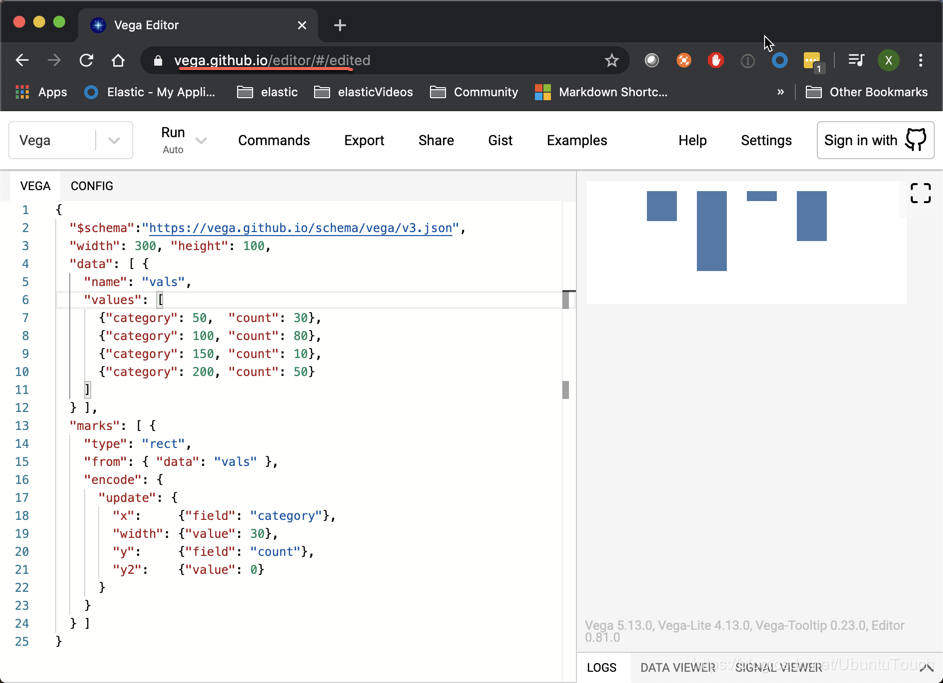 Vega Editor
vega.github.io/editor/#/edited
1
X
Apps
Elastic - My Appli...
elastic
elasticVideos
Community
Markdown Shortc...
»
Other Bookmarks
Vega
Run
Auto
Commands
Export
Share
Gist
Examples
Help
Settings
Sign in with
VEGA
CONFIG
1 {
2 "$schema":"https://vega.github.io/schema/vega/v3.json",
3 "width": 300, "height": 100,
4 "data": [ {
5 "name": "vals",
6 "values": [
7 {"category": 50,  "count": 30},
8 {"category": 100, "count": 80},
9 {"category": 150, "count": 10},
10 {"category": 200, "count": 50}
11 ]
12 } ],
13 "marks": [ {
14 "type": "rect",
15 "from": { "data": "vals" },
16 "encode": {
17 "update": {
18 "x":     {"field": "category"},
19 "width": {"value": 30},
20 "y":     {"field": "count"},
21 "y2":    {"value": 0}
22 }
23 }
24 } ]
25 }
Vega 5.13.0, Vega-Lite 4.13.0, Vega-Tooltip 0.23.0, Editor
0.81.0
LOGS
DATA VIEWER
SIGNAL VIEWER